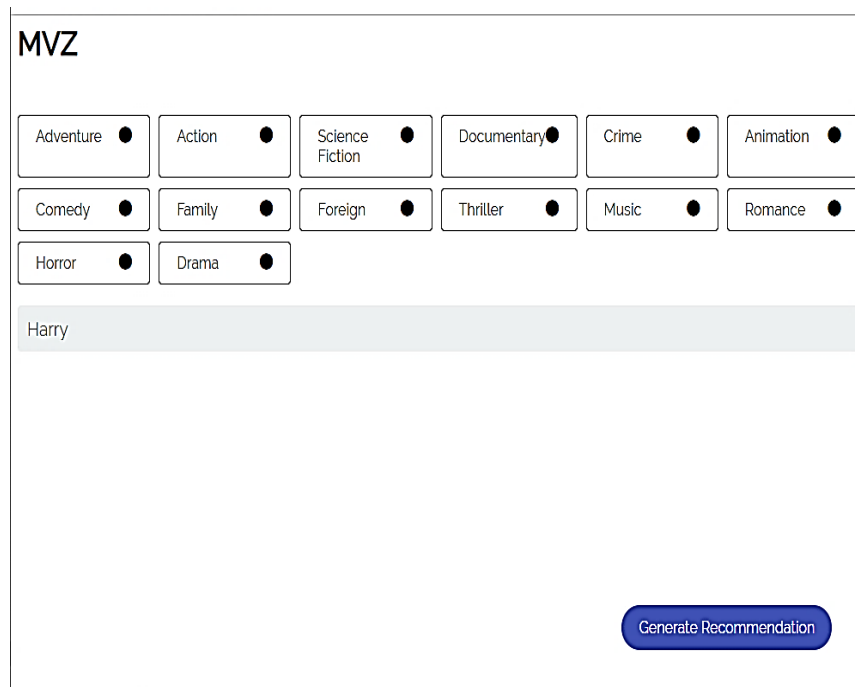 MVZ
Adventure Action Science Fiction Documentary Crime Animation
Comedy Family Foreign Thriller Music Romance
Horror Drama
Harry
Generate Recommendation